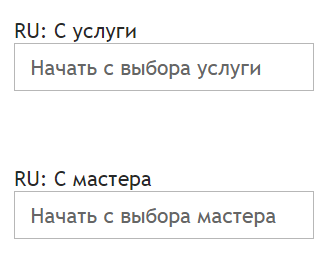 RU: С услуги
Начать с выбора услуги
RU: С мастера
Начать с выбора мастера